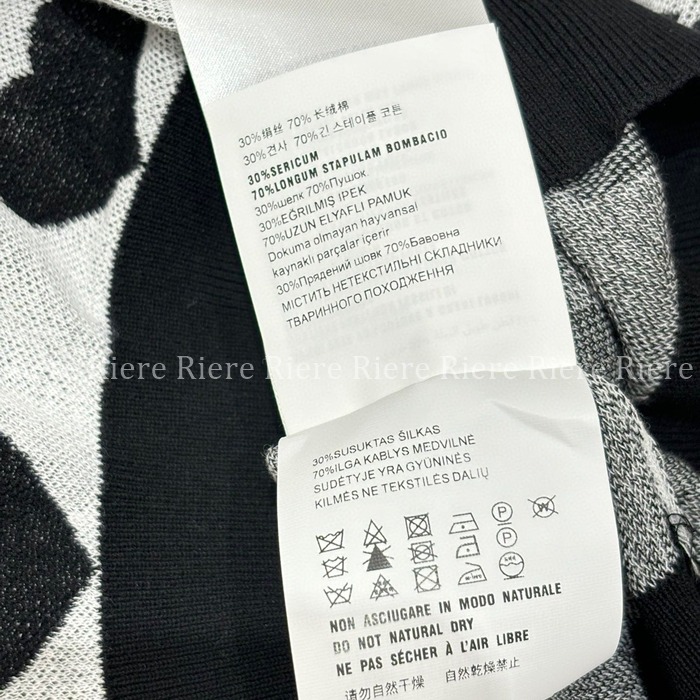 30%绢丝 70%长绒棉
30%견사 70%긴 스테이플 코튼
30%SERICUM
70%LONGUM STAPULAM BOMBACIO
30%шелк 70%Пушок
30%EĞRILMIŞ IPEK
70%UZUN ELYAFLI PAMUK
Dokuma olmayan hayvansal
kaynaklı parçalar içerir
30%Прядений шовк 70%Бавовна
МІСТИТЬ НЕТЕКСТИЛЬНІ СКЛАДНИКИ
ТВАРИННОГО ПОХОДЖЕННЯ
Riere Riere Riere Riere Riere Riere Riere
30%SUSUKTAS ŠILKAS
70%ILGA KABLYS MEDVILNĖ
SUDĖTYJE YRA GYŪNINĖS
KILMĖS NE TEKSTILĖS DALIŲ
P
W
P
NON ASCIUGARE IN MODO NATURALE
DO NOT NATURAL DRY
NE PAS SÉCHER À L'AIR LIBRE
请勿自然干燥 自然乾燥禁止